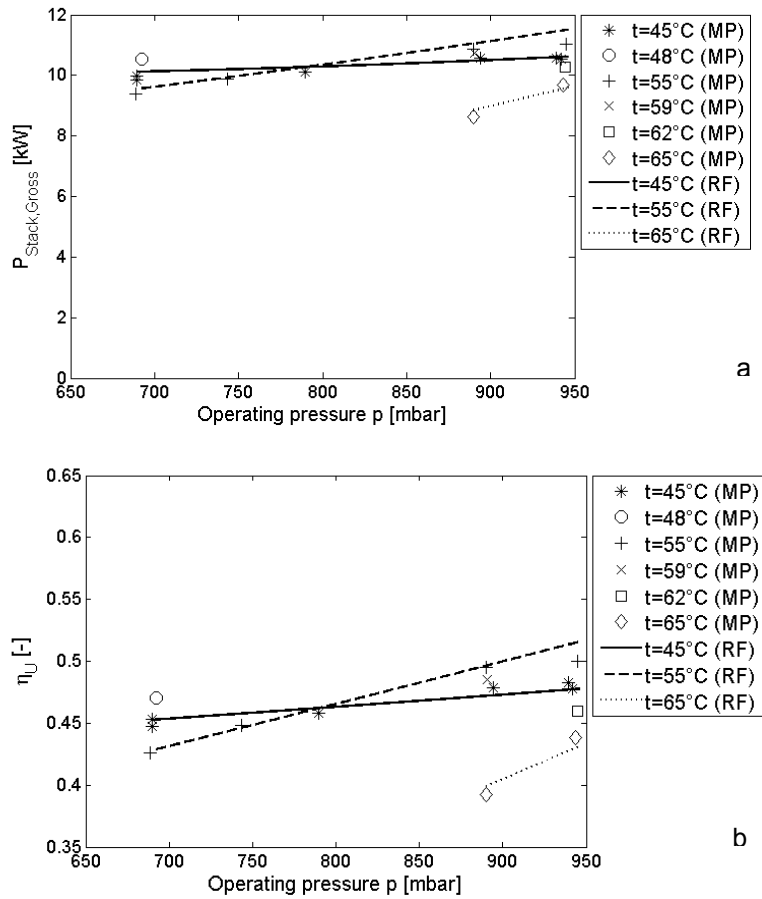 12
10
8
6
4
2
0
P Stack,Gross [kW]
650 700 750 800 850 900 950
Operating pressure p [mbar]
t=45°C (MP)
t=48°C (MP)
t=55°C (MP)
t=59°C (MP)
t=62°C (MP)
t=65°C (MP)
t=45°C (RF)
t=55°C (RF)
t=65°C (RF)
a
0.65
0.6
0.55
0.5
0.45
0.4
0.35
ηU [-]
650 700 750 800 850 900 950
Operating pressure p [mbar]
t=45°C (MP)
t=48°C (MP)
t=55°C (MP)
t=59°C (MP)
t=62°C (MP)
t=65°C (MP)
t=45°C (RF)
t=55°C (RF)
t=65°C (RF)
b